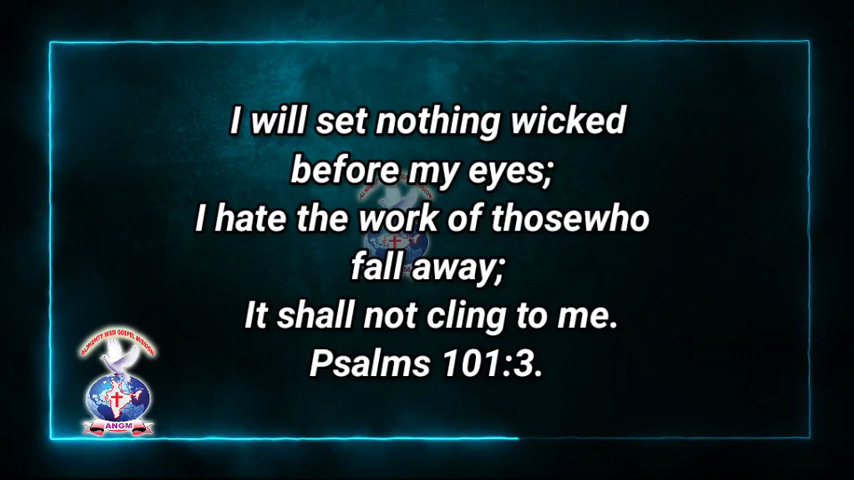 I will set nothing wicked
before my eyes;
I hate the work of thosewho
fall away;
It shall not cling to me.
Psalms 101:3.
ANGM